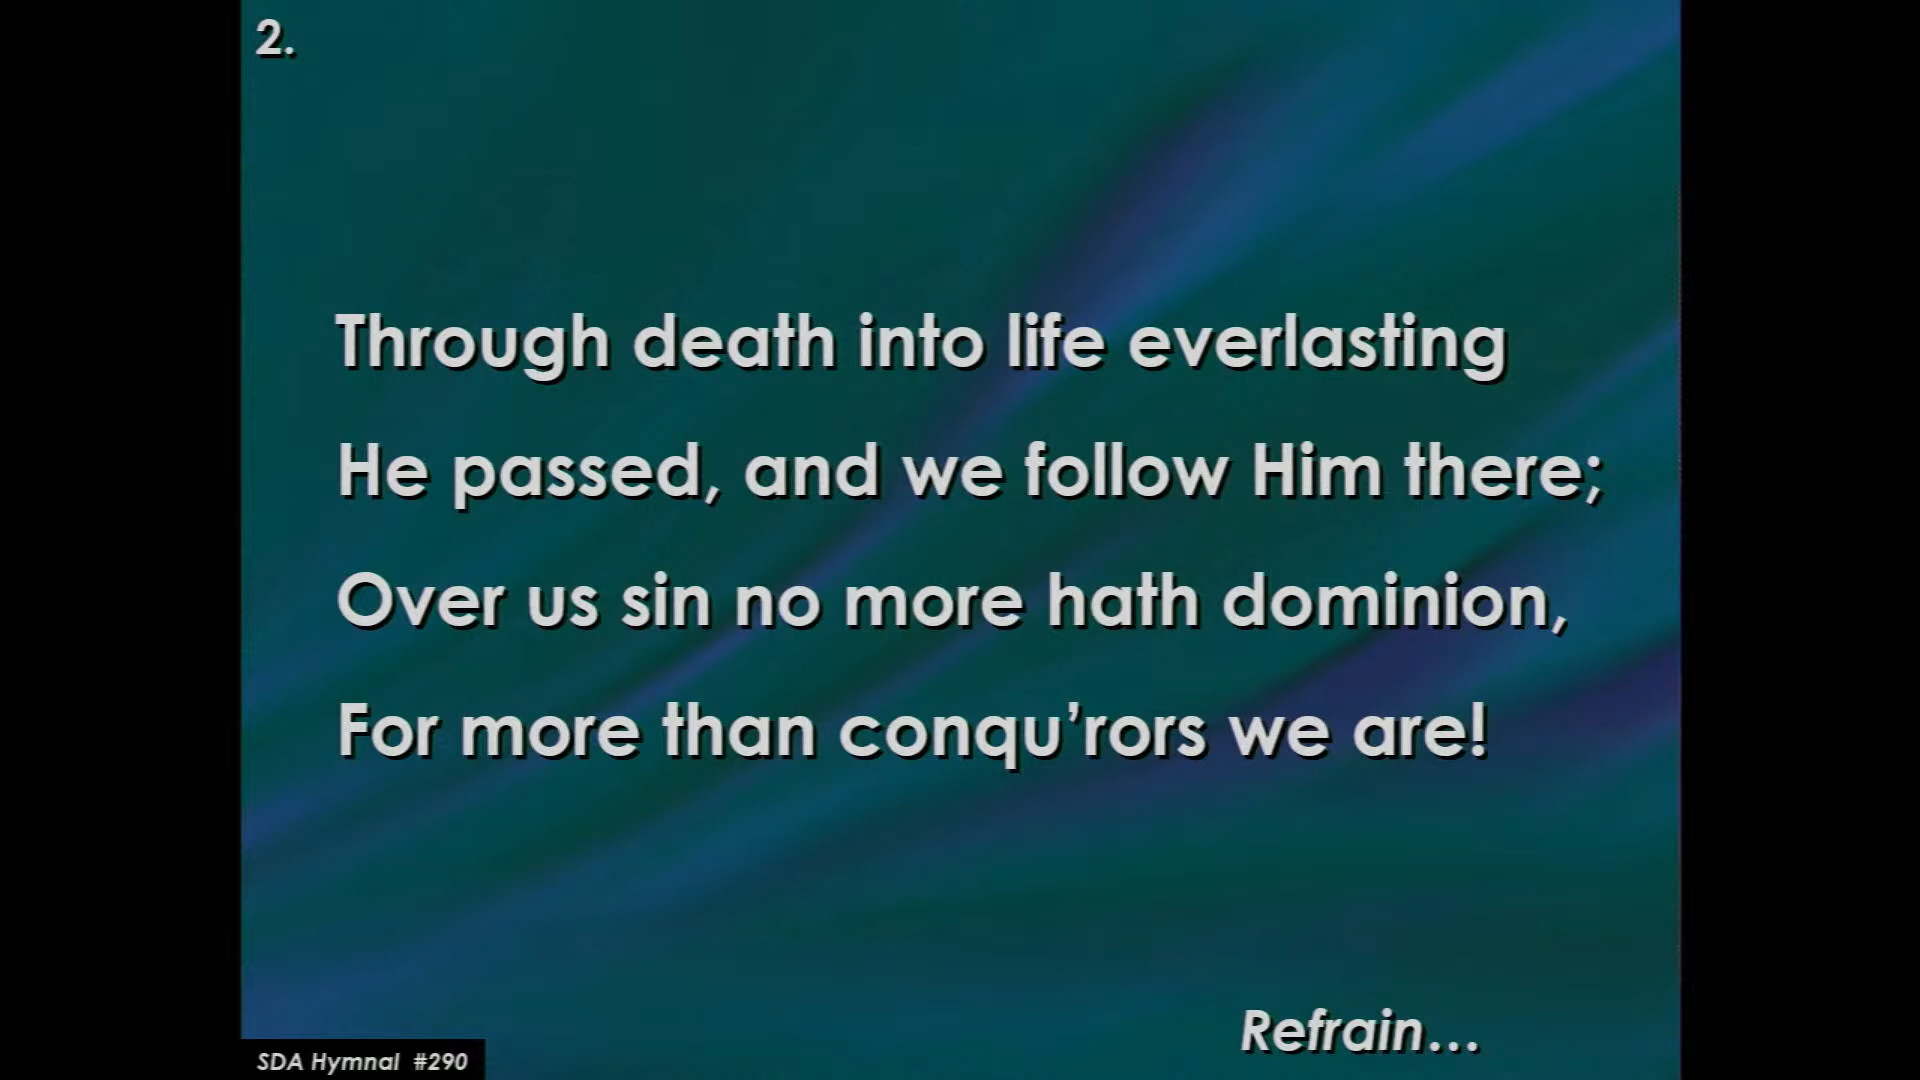 2.
Through death into life everlasting
He passed, and we follow Him there;
Over us sin no more hath dominion,
For more than conqu’rors we are!
Refrain...
SDA Hymnal #290